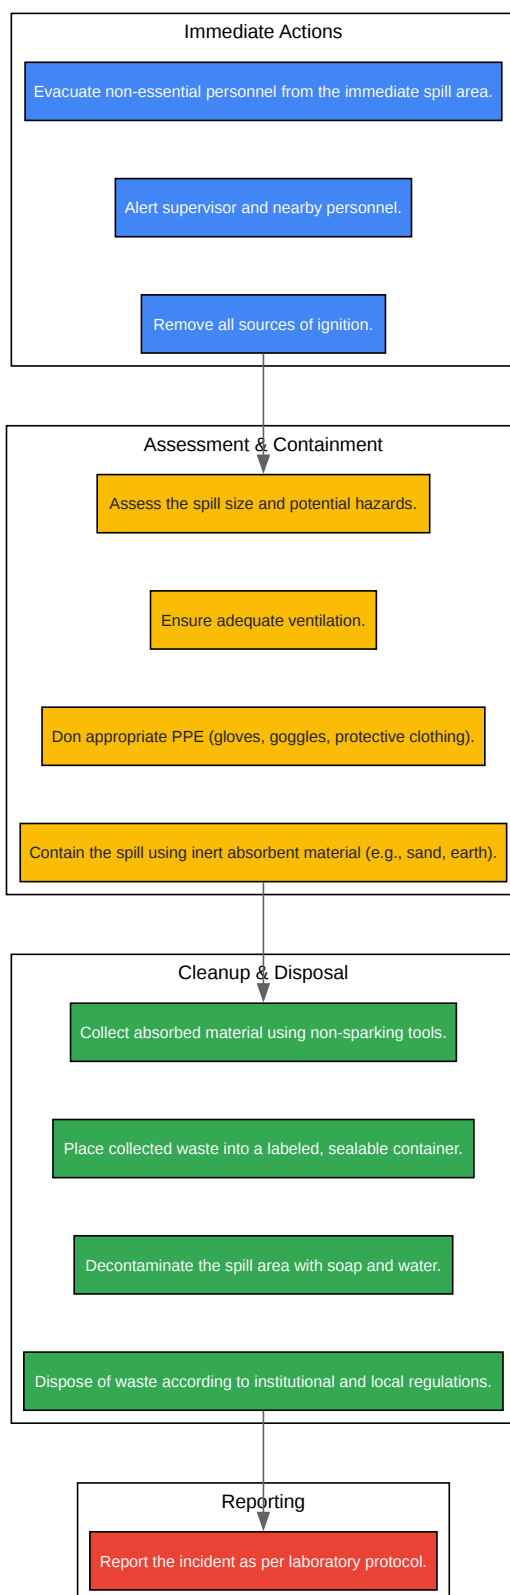 Immediate Actions
Evacuate non-essential personnel from the immediate spill area.
Alert supervisor and nearby personnel.
Remove all sources of ignition.
Assessment & Containment
Assess the spill size and potential hazards.
Ensure adequate ventilation.
Don appropriate PPE (gloves, goggles, protective clothing).
Contain the spill using inert absorbent material (e.g., sand, earth).
Cleanup & Disposal
Collect absorbed material using non-sparking tools.
Place collected waste into a labeled, sealable container.
Decontaminate the spill area with soap and water.
Dispose of waste according to institutional and local regulations.
Reporting
Report the incident as per laboratory protocol.